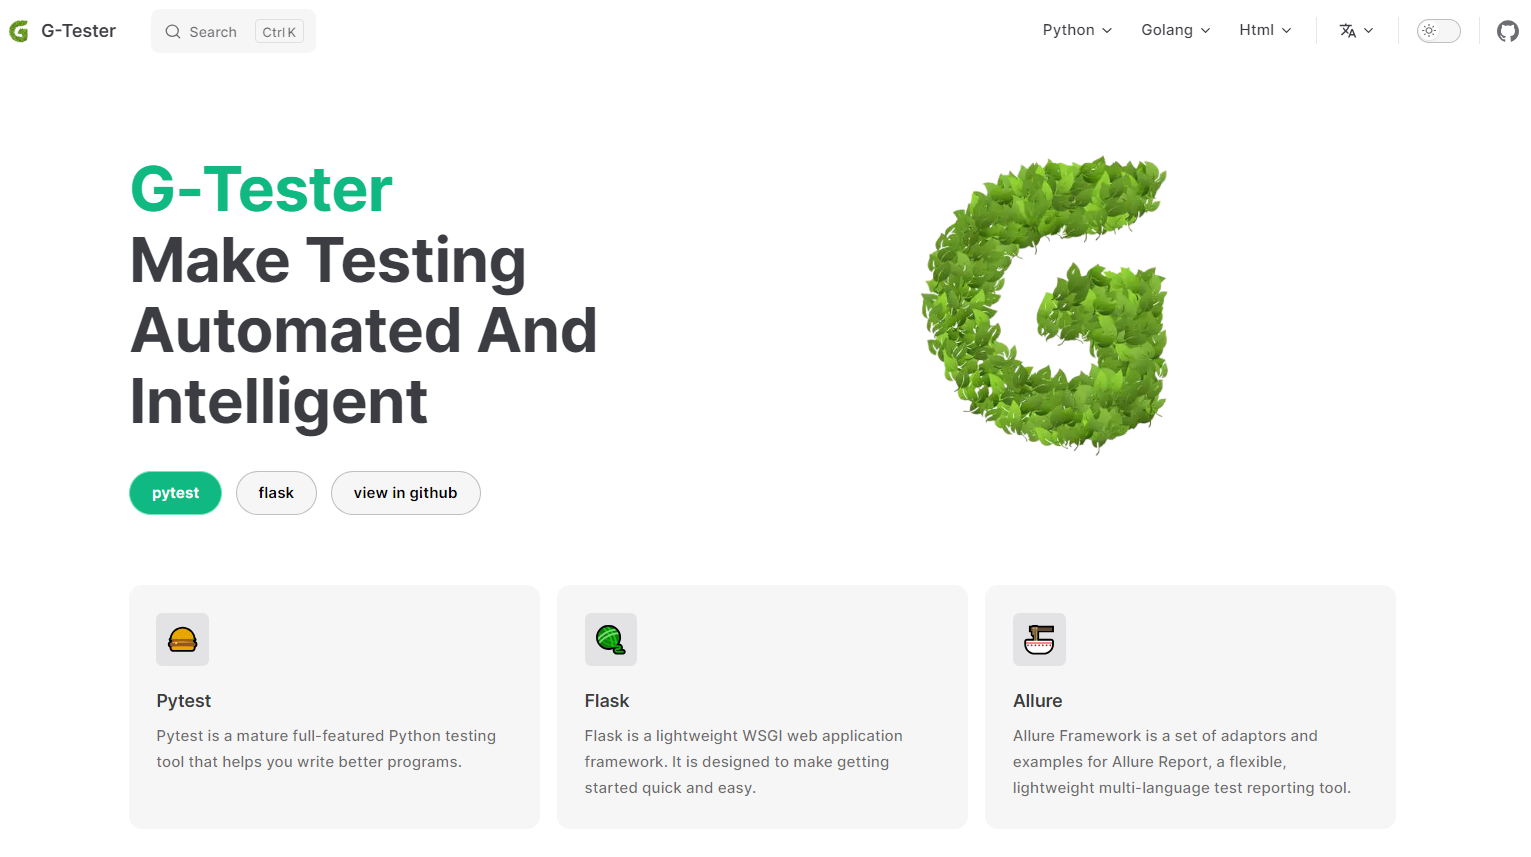 G-Tester
Search Ctrl K
Python
Golang
Html
G-Tester
Make Testing
Automated And
Intelligent
pytest
flask
view in github
Pytest
Pytest is a mature full-featured Python testing
tool that helps you write better programs.
Flask
Flask is a lightweight WSGI web application
framework. It is designed to make getting
started quick and easy.
Allure
Allure Framework is a set of adaptors and
examples for Allure Report, a flexible,
lightweight multi-language test reporting tool.